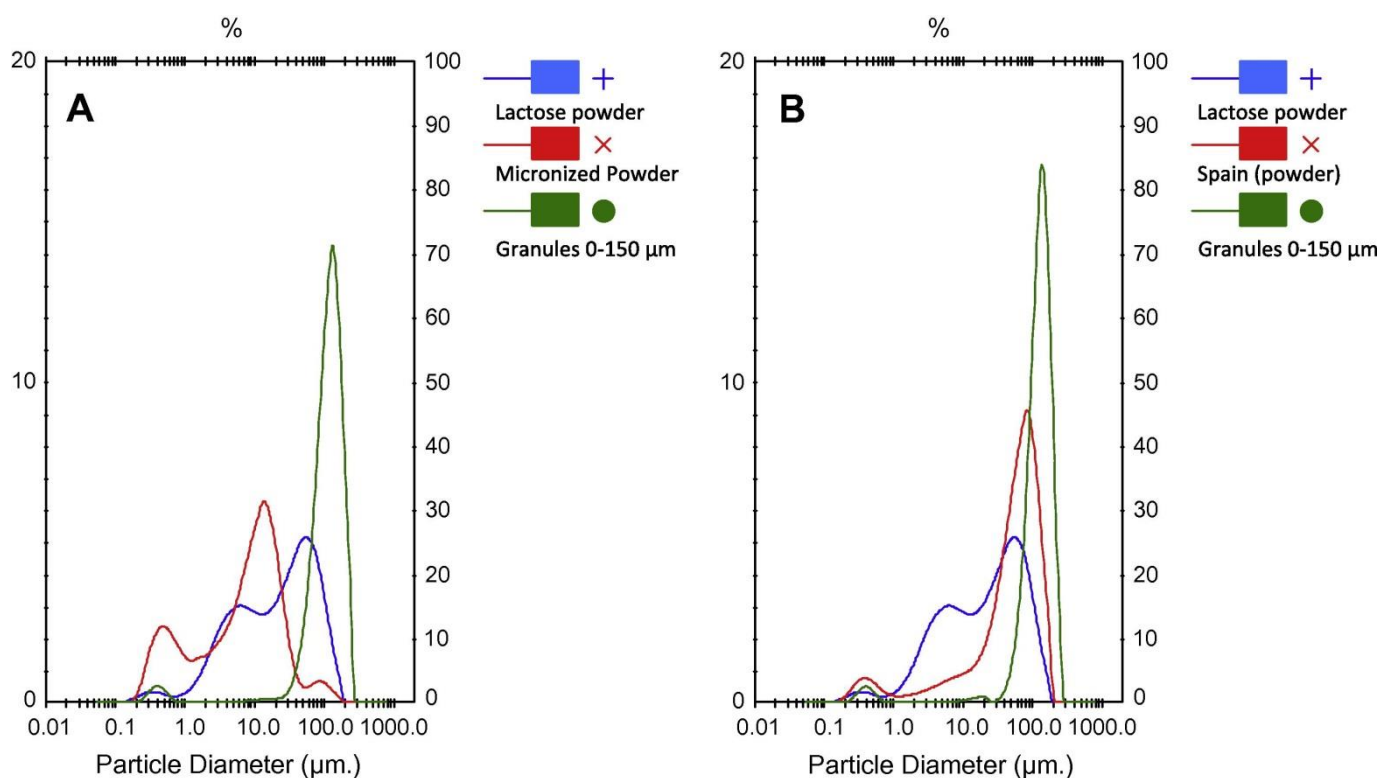 %
%
20
100
20
100
A
B
Lactose powder
Lactose powder
90
90
Micronized Powder
Spain (powder)
80
80
Granules 0-150 µm
Granules 0-150 µm
70
70
60
60
10
50
10
50
40
40
30
30
20
20
10
10
0
0
0
0
0.01 0.1 1.0 10.0 100.0 1000.0
0.01 0.1 1.0 10.0 100.0 1000.0
Particle Diameter (µm.)
Particle Diameter (µm.)